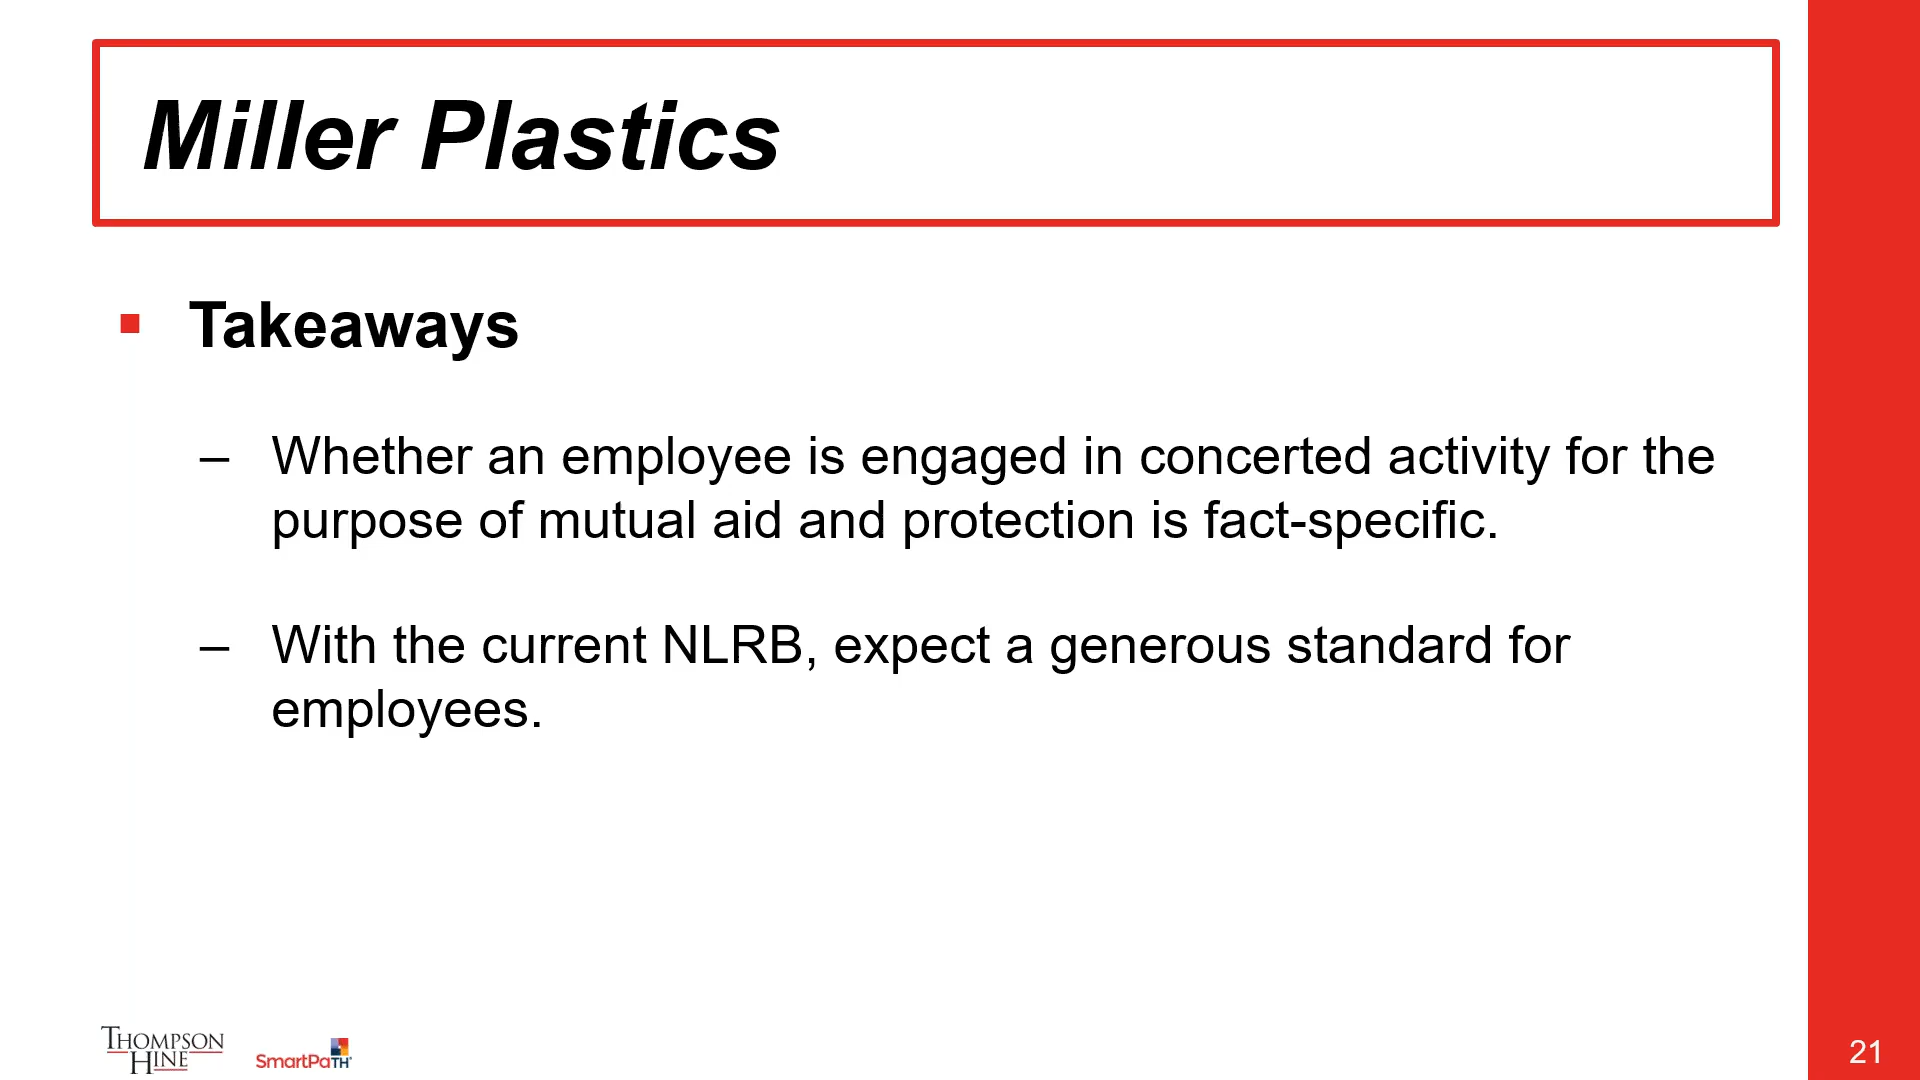 Miller Plastics
▪ Takeaways
– Whether an employee is engaged in concerted activity for the
purpose of mutual aid and protection is fact-specific.
– With the current NLRB, expect a generous standard for
employees.
THOMPSON
HINE
SmartPaTH
21